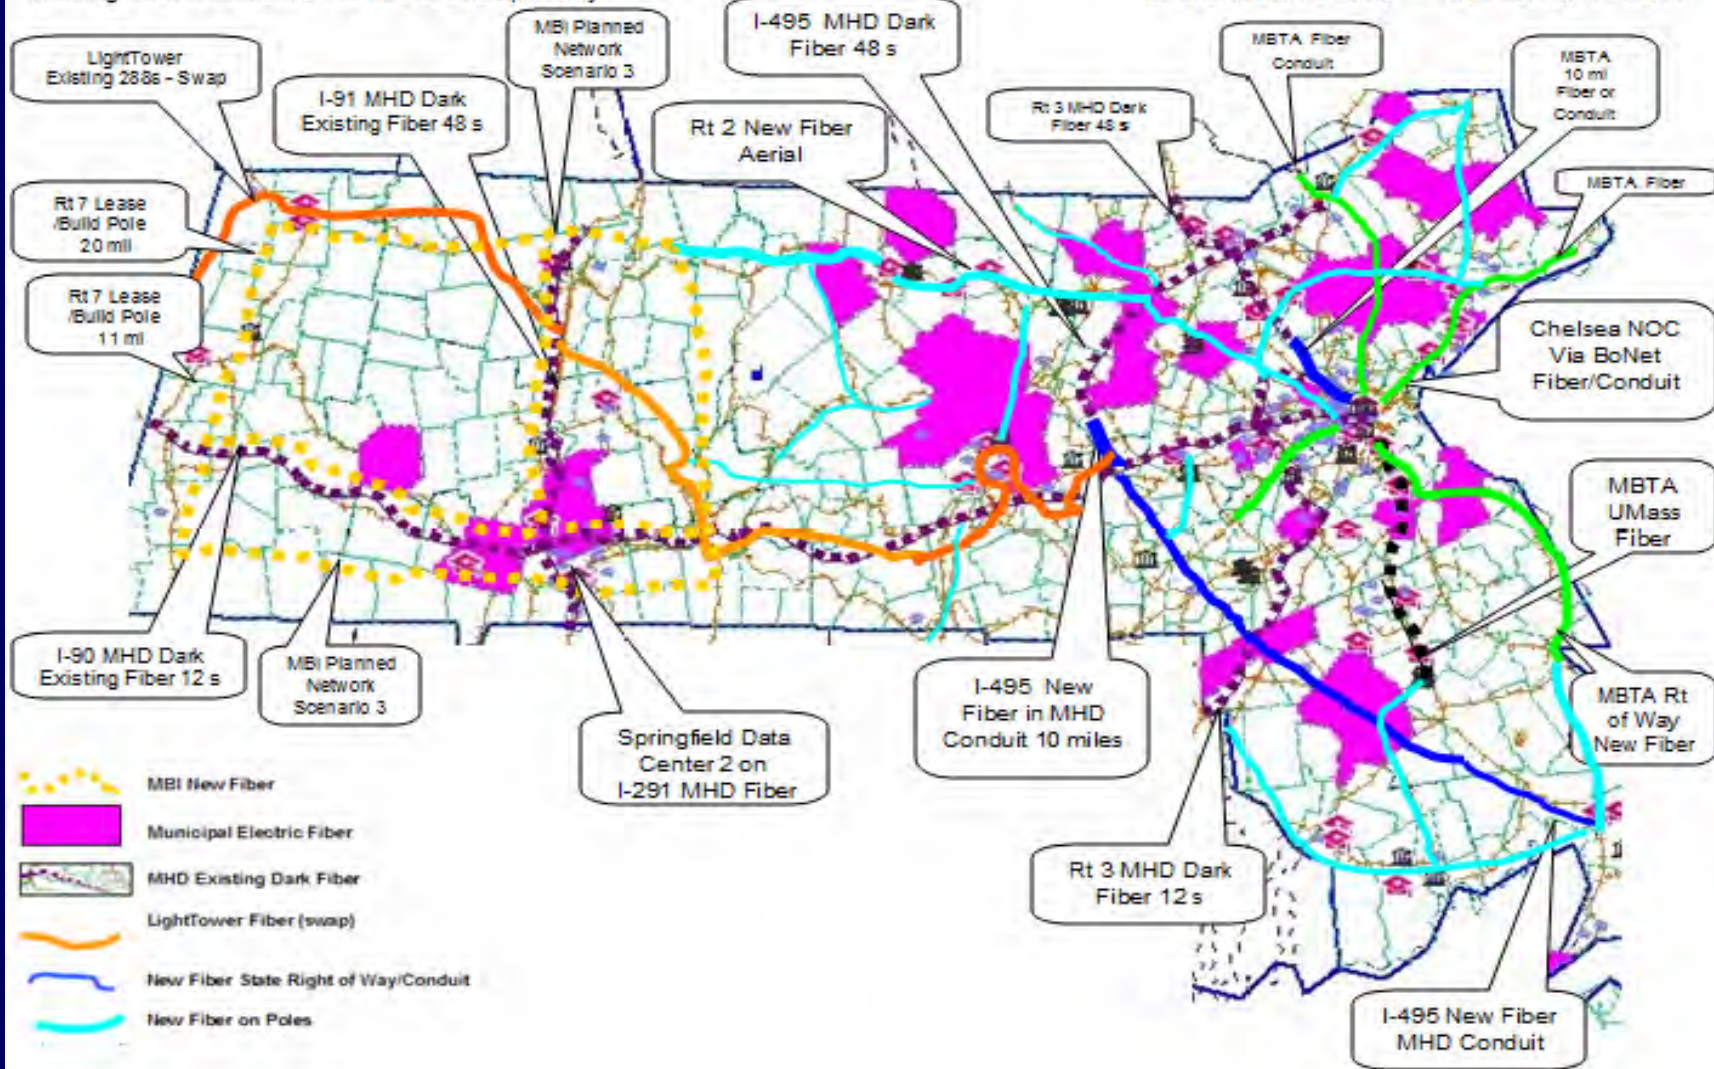 LightTower
Existing 288s - Swap
I-91 MHD Dark
Existing Fiber 48 s
MBI Planned
Network
Scenario 3
I-495 MHD Dark
Fiber 48 s
Rt 2 New Fiber
Aerial
Rt 3 MHD Dark
Fiber 48 s
MBTA Fiber
Conduit
MBTA
10 mi
Fiber or
Conduit
MBTA Fiber
Rt 7 Lease
/Build Pole
20 mil
Rt 7 Lease
/Build Pole
11 mi
Chelsea NOC
Via BoNet
Fiber/Conduit
MBTA
UMass
Fiber
I-90 MHD Dark
Existing Fiber 12 s
MBI Planned
Network
Scenario 3
Springfield Data
Center 2 on
I-291 MHD Fiber
I-495 New
Fiber in MHD
Conduit 10 miles
MBTA Rt
of Way
New Fiber
Rt 3 MHD Dark
Fiber 12 s
I-495 New Fiber
MHD Conduit
MBI New Fiber
Municipal Electric Fiber
MHD Existing Dark Fiber
LightTower Fiber (swap)
New Fiber State Right of Way/Conduit
New Fiber on Poles